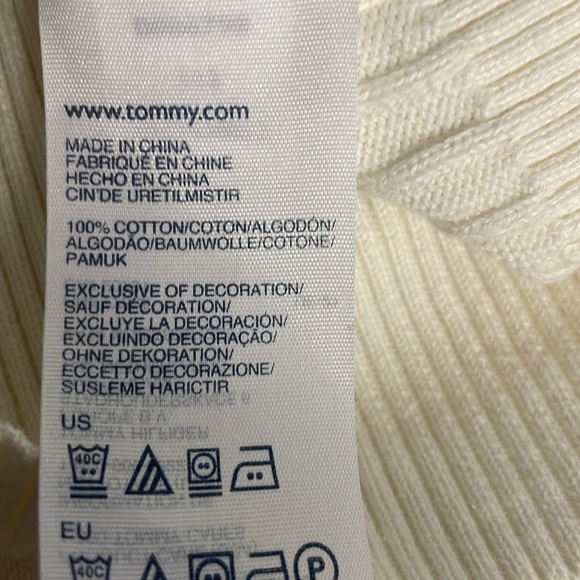 www.tommy.com
MADE IN CHINA
FABRIQUÉ EN CHINE
HECHO EN CHINA
CIN'DE URETILMISTIR
100% COTTON/COTON/ALGODÓN/
ALGODÃO/BAUMWOLLE/COTONE/
PAMUK
EXCLUSIVE OF DECORATION/
SAUF DÉCORATION/
EXCLUYE LA DECORACIÓN/
EXCLUINDO DECORAÇÃO/
OHNE DEKORATION/
ECCETTO DECORAZIONE/
SUSLEME HARICTIR
US
40C
EU
40C P